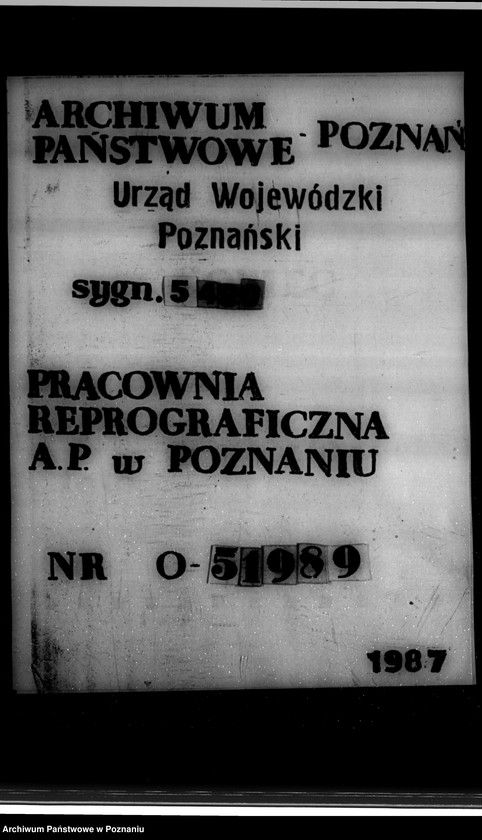 ARCHIWUM
PAŃSTWOWE - POZNAŃ
Urząd Wojewódzki
Poznański
sygn. 5
PRACOWNIA
REPROGRAFICZNA
A.P. w POZNANIU
NR O-51989
1987
Archiwum Państwowe w Poznaniu